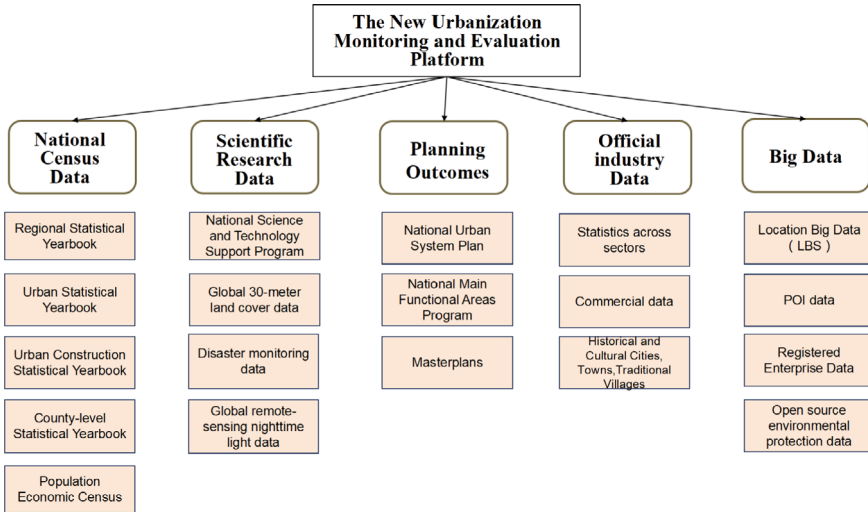 The New Urbanization
Monitoring and Evaluation
Platform
National
Census
Data
Scientific
Research
Data
Planning
Outcomes
Official
industry
Data
Big Data
Regional Statistical
Yearbook
Urban Statistical
Yearbook
Urban Construction
Statistical Yearbook
County-level
Statistical Yearbook
Population
Economic Census
National Science
and Technology
Support Program
Global 30-meter
land cover data
Disaster monitoring
data
Global remote-
sensing nighttime
light data
National Urban
System Plan
National Main
Functional Areas
Program
Masterplans
Statistics across
sectors
Commercial data
Historical and
Cultural Cities,
Towns,Traditional
Villages
Location Big Data
( LBS )
POI data
Registered
Enterprise Data
Open source
environmental
protection data